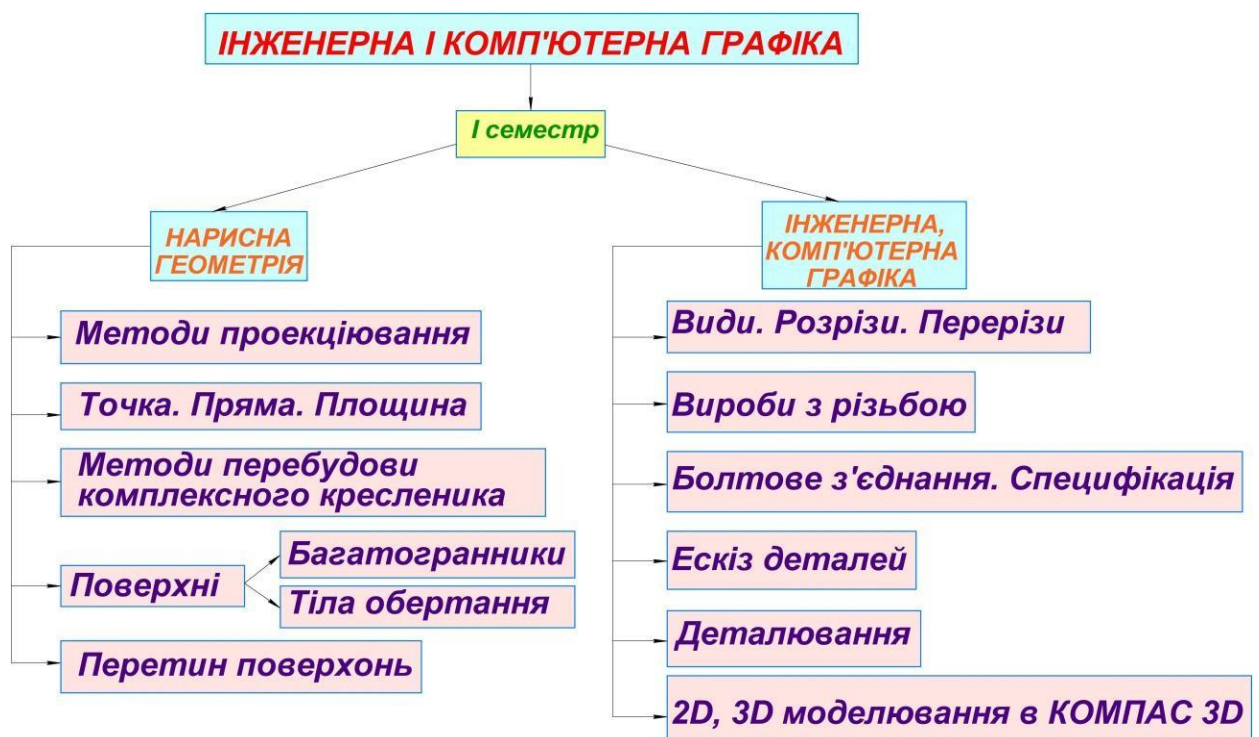 ІНЖЕНЕРНА І КОМП'ЮТЕРНА ГРАФІКА
І семестр
НАРИСНА
ГЕОМЕТРІЯ
Методи проекціювання
Точка. Пряма. Площина
Методи перебудови
комплексного кресленика
Поверхні
Багатогранники
Тіла обертання
Перетин поверхонь
ІНЖЕНЕРНА,
КОМП'ЮТЕРНА
ГРАФІКА
Види. Розрізи. Перерізи
Вироби з різьбою
Болтове з'єднання. Специфікація
Ескіз деталей
Деталювання
2D, 3D моделювання в КОМПАС 3D